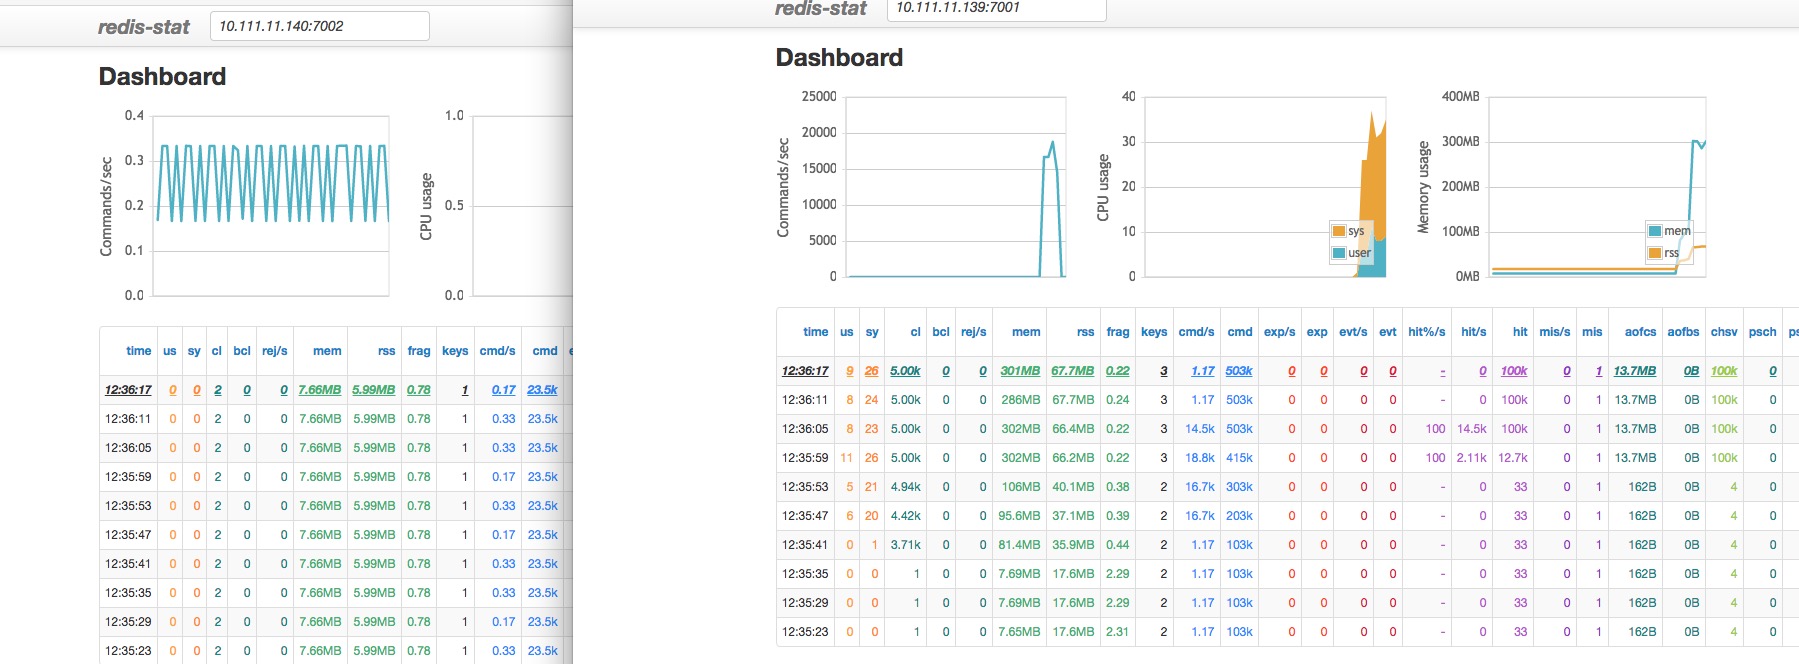 redis-stat 10.111.11.140:7002
Dashboard
0.4
0.3
0.2
0.1
0.0
Commands/sec
1.0
0.5
0.0
CPU usage
time us sy cl bcl rej/s mem rss frag keys cmd/s cmd e
12:36:17 0 0 2 0 0 7.66MB 5.99MB 0.78 1 0.17 23.5k
12:36:11 0 0 2 0 0 7.66MB 5.99MB 0.78 1 0.33 23.5k
12:36:05 0 0 2 0 0 7.66MB 5.99MB 0.78 1 0.33 23.5k
12:35:59 0 0 2 0 0 7.66MB 5.99MB 0.78 1 0.17 23.5k
12:35:53 0 0 2 0 0 7.66MB 5.99MB 0.78 1 0.33 23.5k
12:35:47 0 0 2 0 0 7.66MB 5.99MB 0.78 1 0.17 23.5k
12:35:41 0 0 2 0 0 7.66MB 5.99MB 0.78 1 0.33 23.5k
12:35:35 0 0 2 0 0 7.66MB 5.99MB 0.78 1 0.33 23.5k
12:35:29 0 0 2 0 0 7.66MB 5.99MB 0.78 1 0.17 23.5k
12:35:23 0 0 2 0 0 7.66MB 5.99MB 0.78 1 0.33 23.5k
redis-stat 10.111.11.139:7001
Dashboard
25000
20000
15000
10000
5000
0
Commands/sec
40
30
20
10
0
CPU usage
sys
user
400MB
300MB
200MB
100MB
0MB
Memory usage
mem
rss
time us sy cl bcl rej/s mem rss frag keys cmd/s cmd exp/s exp evt/s evt hit%/s hit/s hit mis/s mis aofcs aofbs chsv psch ps
12:36:17 9 26 5.00k 0 0 301MB 67.7MB 0.22 3 1.17 503k 0 0 0 0 - 0 100k 0 1 13.7MB 0B 100k 0
12:36:11 8 24 5.00k 0 0 286MB 67.7MB 0.24 3 1.17 503k 0 0 0 0 - 0 100k 0 1 13.7MB 0B 100k 0
12:36:05 8 23 5.00k 0 0 302MB 66.4MB 0.22 3 14.5k 503k 0 0 0 0 100 14.5k 100k 0 1 13.7MB 0B 100k 0
12:35:59 11 26 5.00k 0 0 302MB 66.2MB 0.22 3 18.8k 415k 0 0 0 0 100 2.11k 12.7k 0 1 13.7MB 0B 100k 0
12:35:53 5 21 4.94k 0 0 106MB 40.1MB 0.38 2 16.7k 303k 0 0 0 0 - 0 33 0 1 162B 0B 4 0
12:35:47 6 20 4.42k 0 0 95.6MB 37.1MB 0.39 2 16.7k 203k 0 0 0 0 - 0 33 0 1 162B 0B 4 0
12:35:41 0 1 3.71k 0 0 81.4MB 35.9MB 0.44 2 1.17 103k 0 0 0 0 - 0 33 0 1 162B 0B 4 0
12:35:35 0 0 1 0 0 7.69MB 17.6MB 2.29 2 1.17 103k 0 0 0 0 - 0 33 0 1 162B 0B 4 0
12:35:29 0 0 1 0 0 7.69MB 17.6MB 2.29 2 1.17 103k 0 0 0 0 - 0 33 0 1 162B 0B 4 0
12:35:23 0 0 1 0 0 7.65MB 17.6MB 2.31 2 1.17 103k 0 0 0 0 - 0 33 0 1 162B 0B 4 0